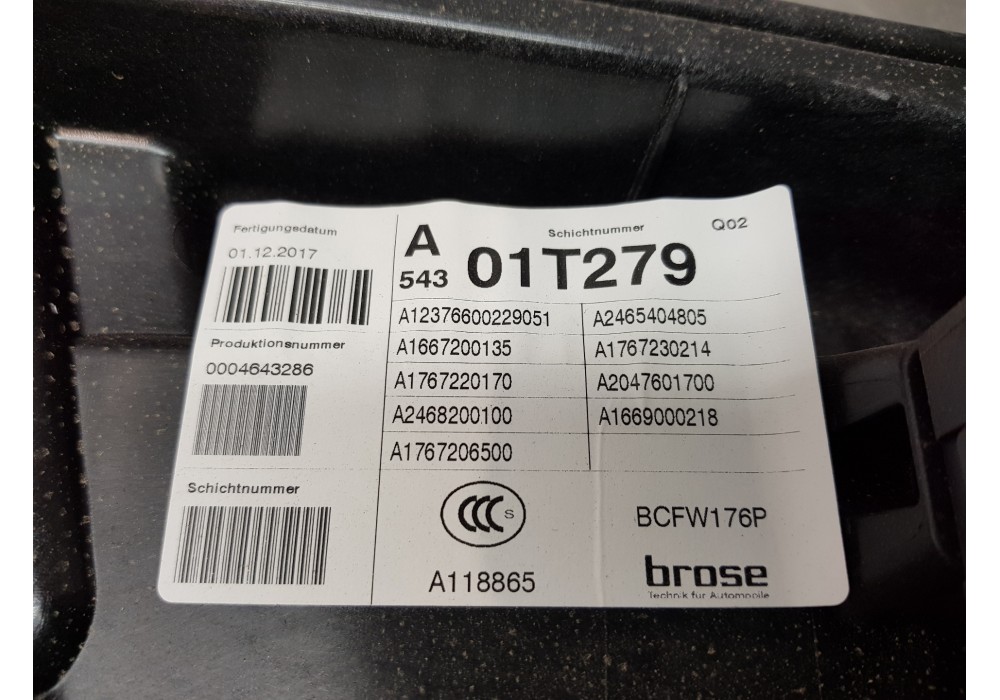 Fertigungsdatum
01.12.2017
Produktionsnummer
0004643286
Schichtnummer
A
543
Schichtnummer
Q02
01T279
A12376600229051 A2465404805
A1667200135 A1767230214
A1767220170 A2047601700
A2468200100 A1669000218
A1767206500
CCC S
A118865
BCFW176P
brose
Technik für Automobile